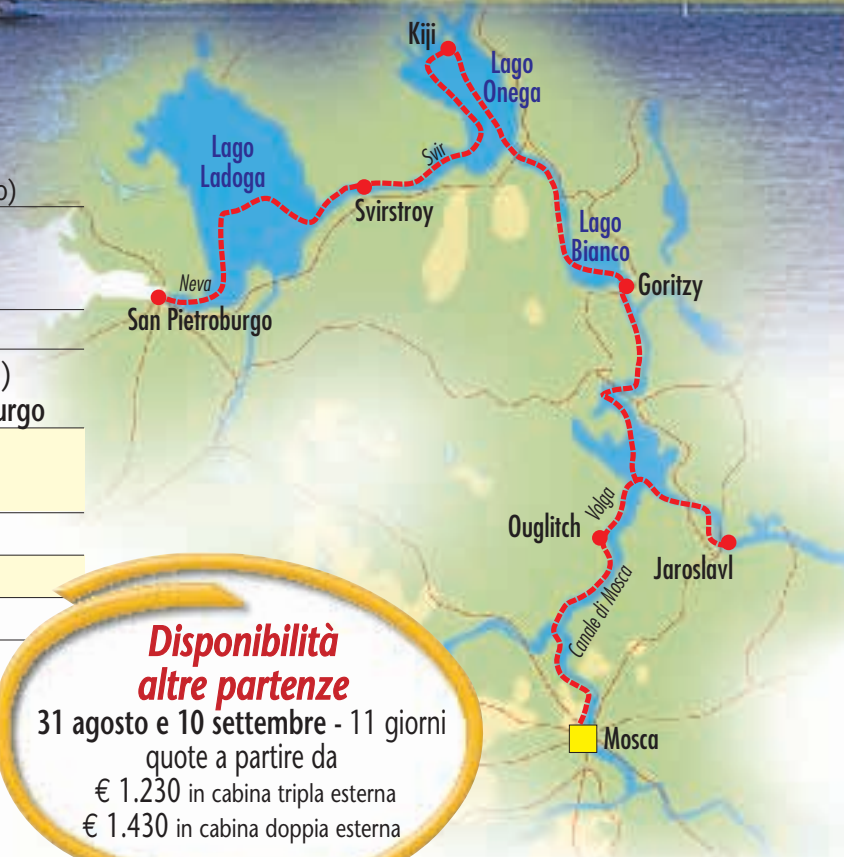 Kiji
Lago
Onega
Lago
Ladoga
Svir
Svirstroy
Lago
Bianco
Neva
Goritzy
San Pietroburgo
)
urgo
Volga
Ouglitch
Jaroslavl
Canale di Mosca
Mosca
Disponibilità
altre partenze
31 agosto e 10 settembre - 11 giorni
quote a partire da
€ 1.230 in cabina tripla esterna
€ 1.430 in cabina doppia esterna